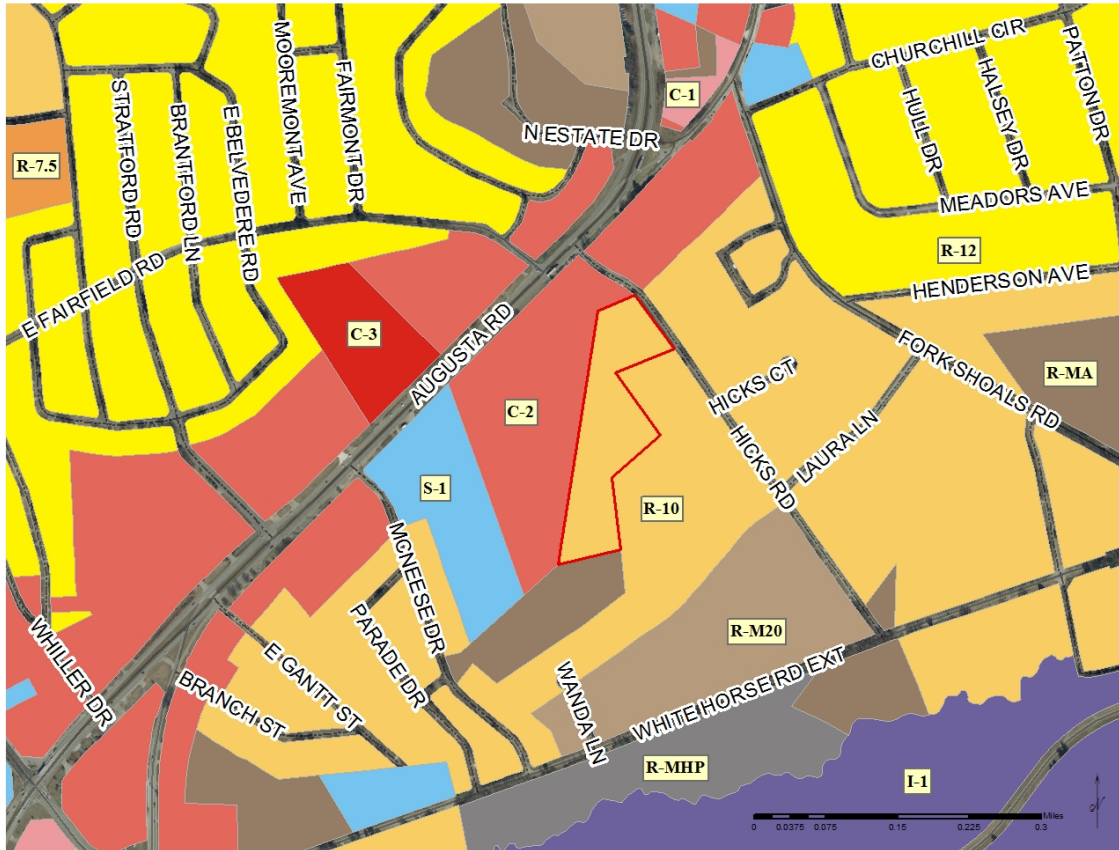 CHURCHILL CIR
PATTON DR
HALSEY DR
HUILL DR
MOOREMONT AVE
FAIRMONT DR
C-1
N ESTATE DR
STRATFORD RD
BRANTFORD LN
E BELVEDERE RD
R-7.5
MEADORS AVE
R-12
HENDERSON AVE
E FAIRFIELD RD
C-3
AUGUSTA RD
FORK SHOALS RD
R-MA
HICKS CT
C-2
HICKS RD
LAURA LN
S-1
R-10
MCNEESE DR
PARADE DR
R-M20
WHILLER DR
E GANTT ST
BRANCH ST
WANDA LN
WHITE HORSE RD EXT
R-MHP
I-1
N
Miles
0 0.0375 0.075 0.15 0.225 0.3